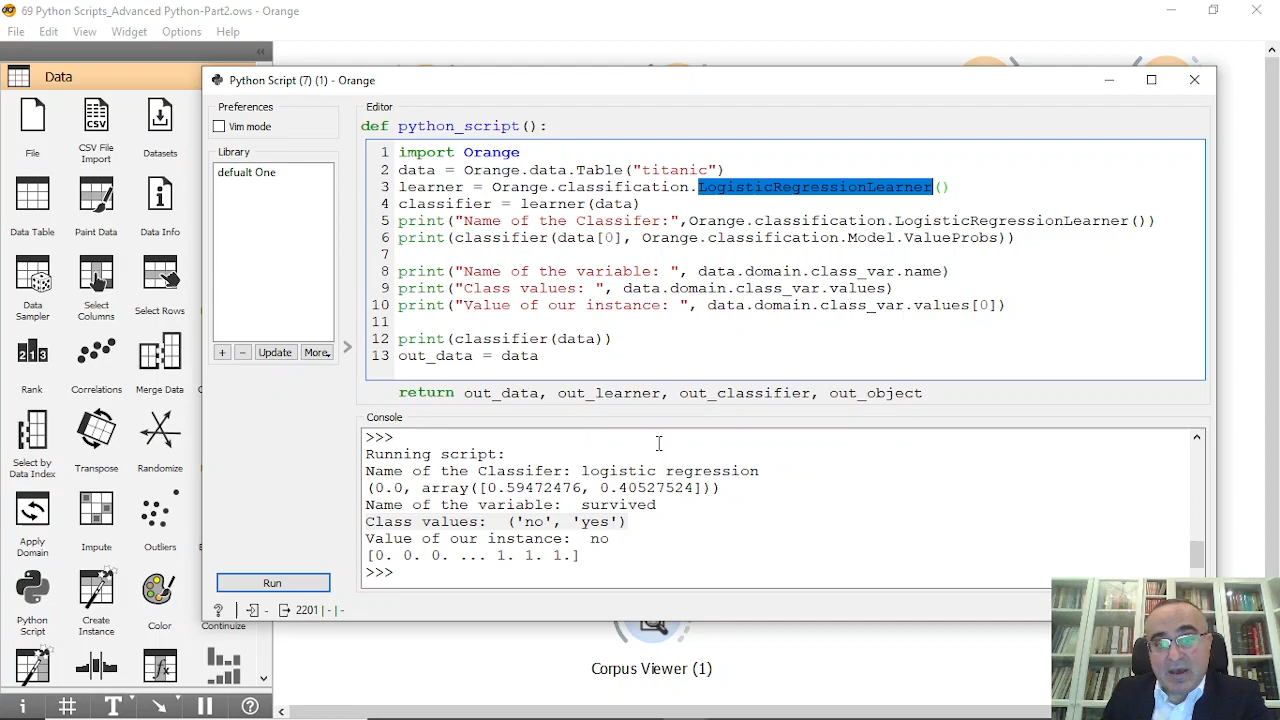 69 Python Scripts_Advanced Python-Part2.ows - Orange
File Edit View Widget Options Help
Data
File
CSV File Import
Datasets
Data Table
Paint Data
Data Info
Data Sampler
Select Columns
Select Rows
Rank
Correlations
Merge Data
Select by Data Index
Transpose
Randomize
Apply Domain
Impute
Outliers
Python Script
Create Instance
Color
Continuize
Python Script (7) (1) - Orange
Preferences
Vim mode
Library
defualt One
+ − Update More
Run
2201 | - | -
Editor
def python_script():
1 import Orange
2 data = Orange.data.Table("titanic")
3 learner = Orange.classification.LogisticRegressionLearner()
4 classifier = learner(data)
5 print("Name of the Classifer:",Orange.classification.LogisticRegressionLearner())
6 print(classifier(data[0], Orange.classification.Model.ValueProbs))
7
8 print("Name of the variable: ", data.domain.class_var.name)
9 print("Class values: ", data.domain.class_var.values)
10 print("Value of our instance: ", data.domain.class_var.values[0])
11
12 print(classifier(data))
13 out_data = data
return out_data, out_learner, out_classifier, out_object
Console
>>>
Running script:
Name of the Classifer: logistic regression
(0.0, array([0.59472476, 0.40527524]))
Name of the variable:  survived
Class values:  ('no', 'yes')
Value of our instance:  no
[0. 0. 0. ... 1. 1. 1.]
>>>
Corpus Viewer (1)